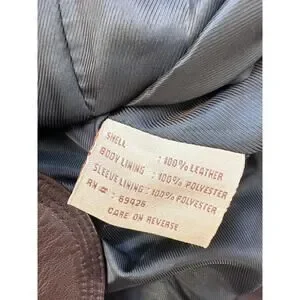 SHELL : 100% LEATHER
BODY LINING : 100% POLYESTER
SLEEVE LINING : 100% POLYESTER
RN# : 69426
CARE ON REVERSE